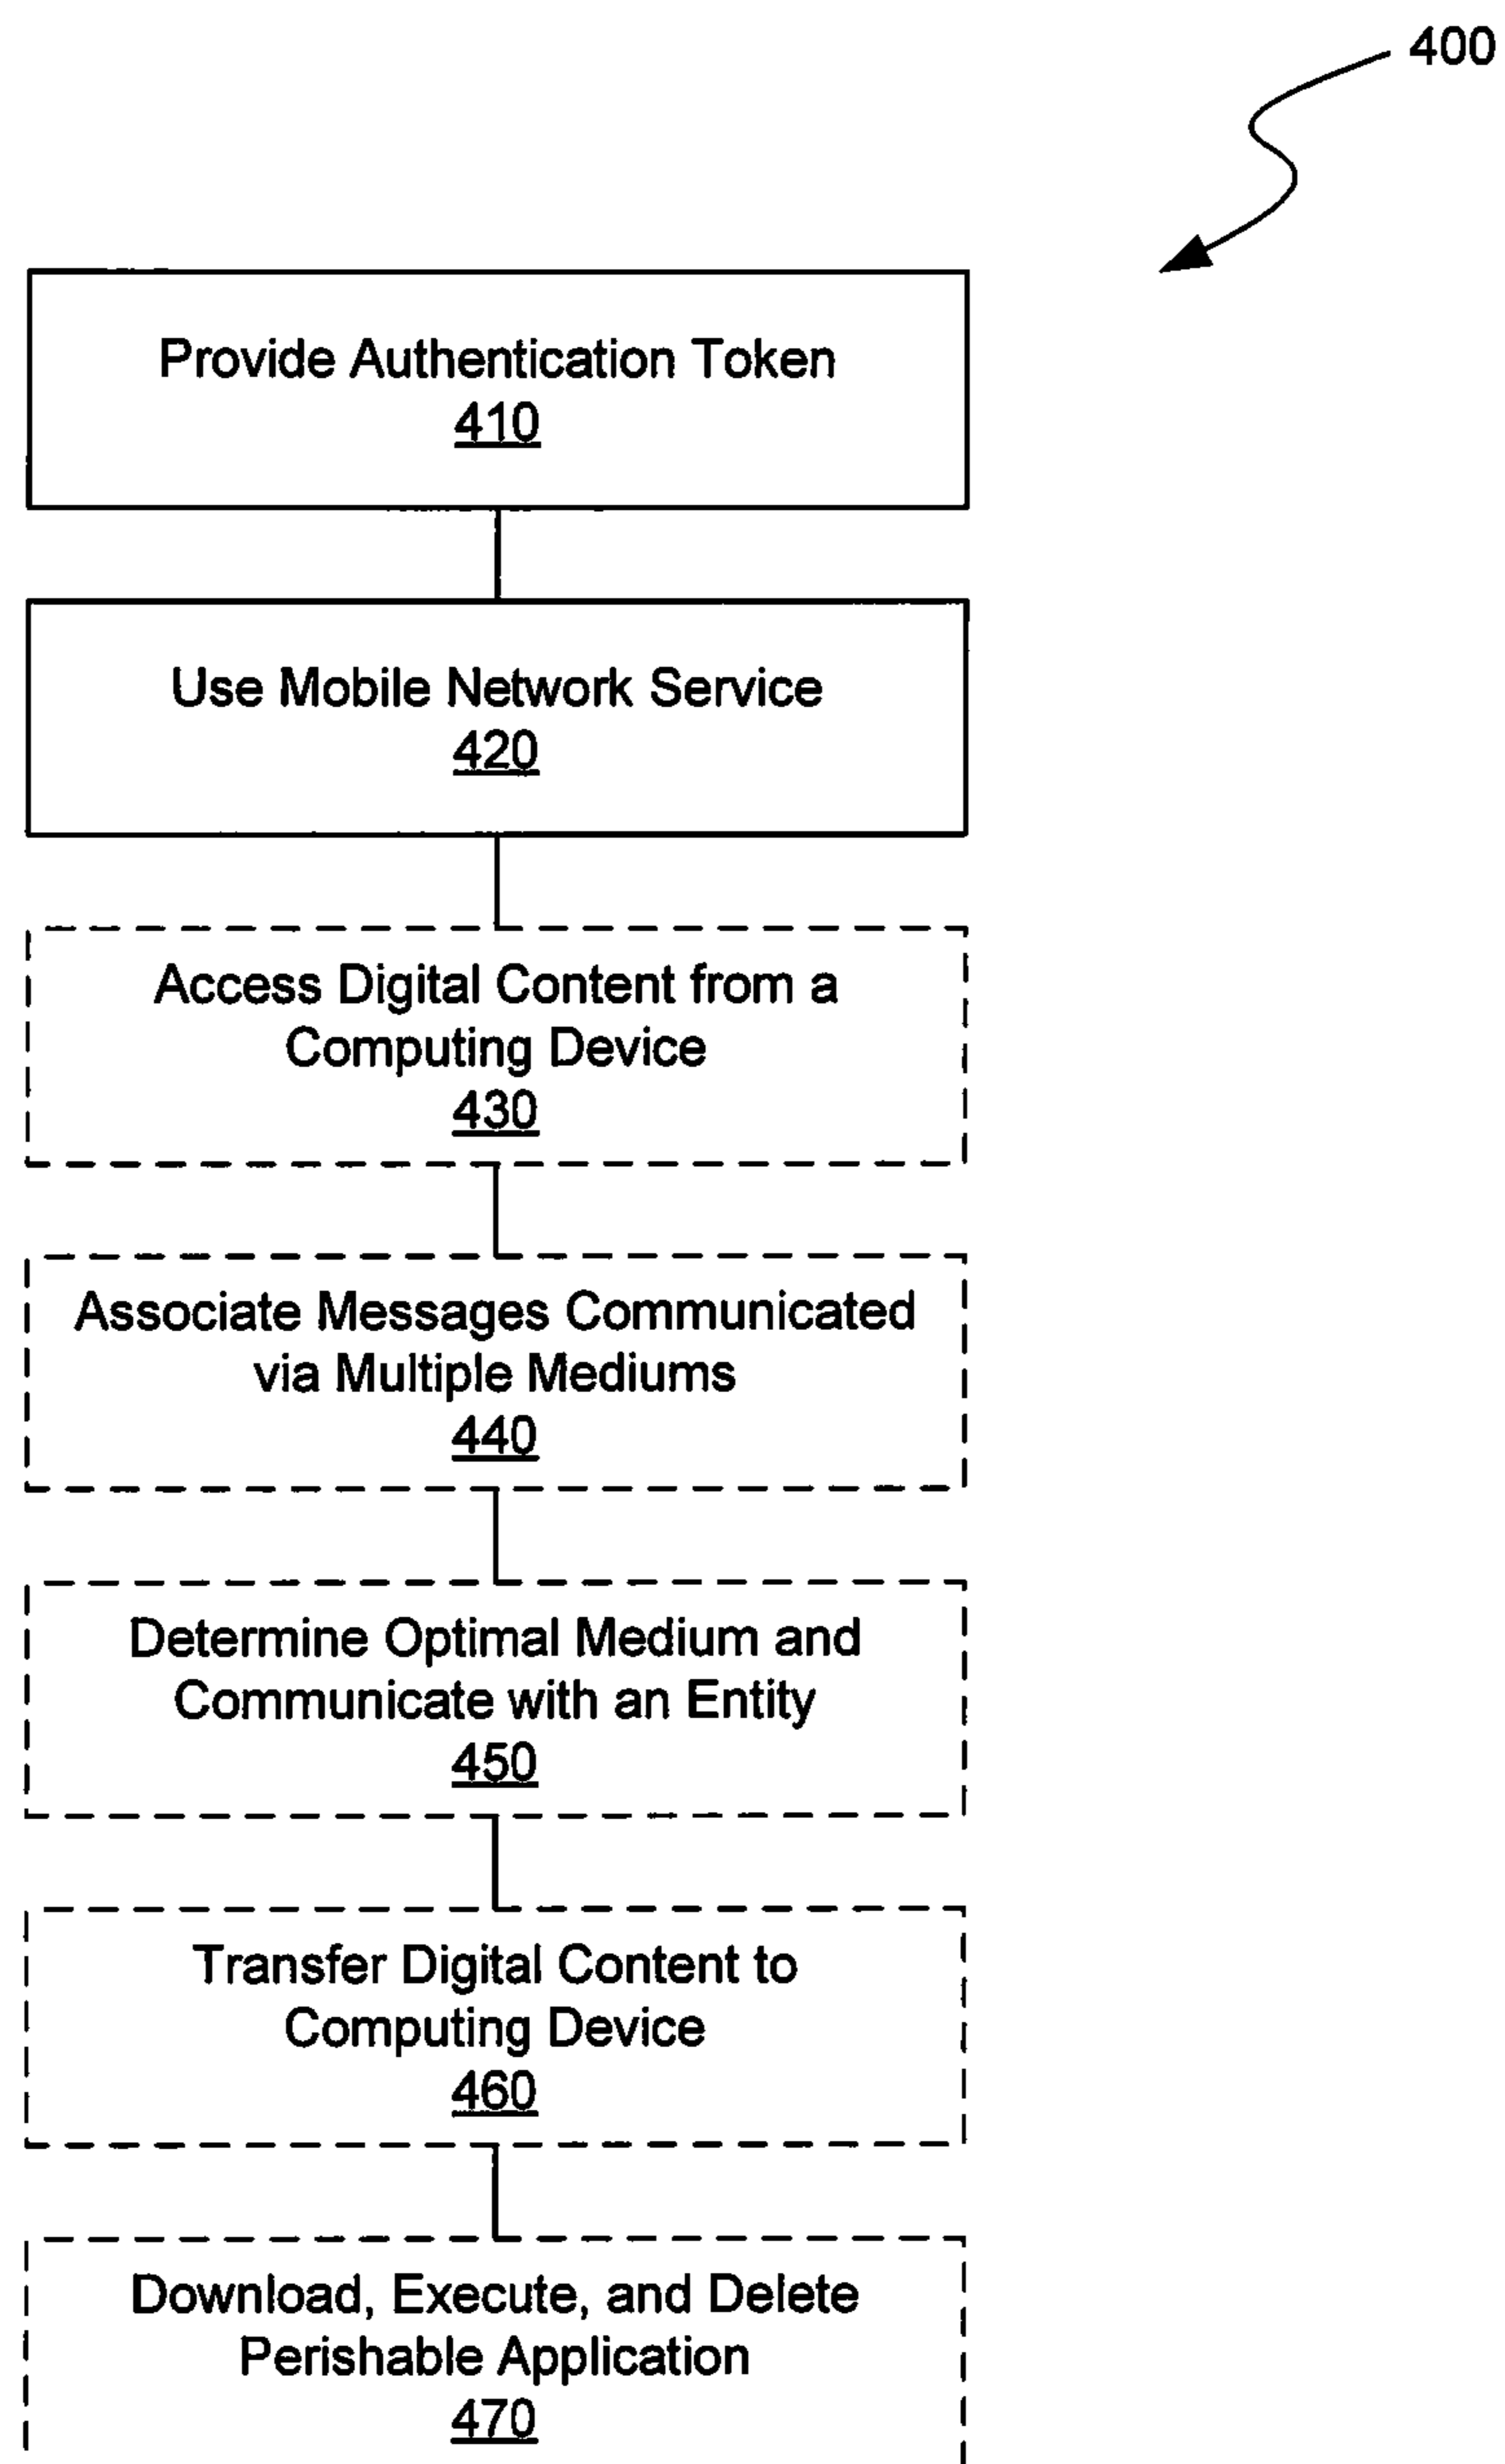 400
Provide Authentication Token
410
Use Mobile Network Service
420
Access Digital Content from a
Computing Device
430
Associate Messages Communicated
via Multiple Mediums
440
Determine Optimal Medium and
Communicate with an Entity
450
Transfer Digital Content to
Computing Device
460
Download, Execute, and Delete
Perishable Application
470